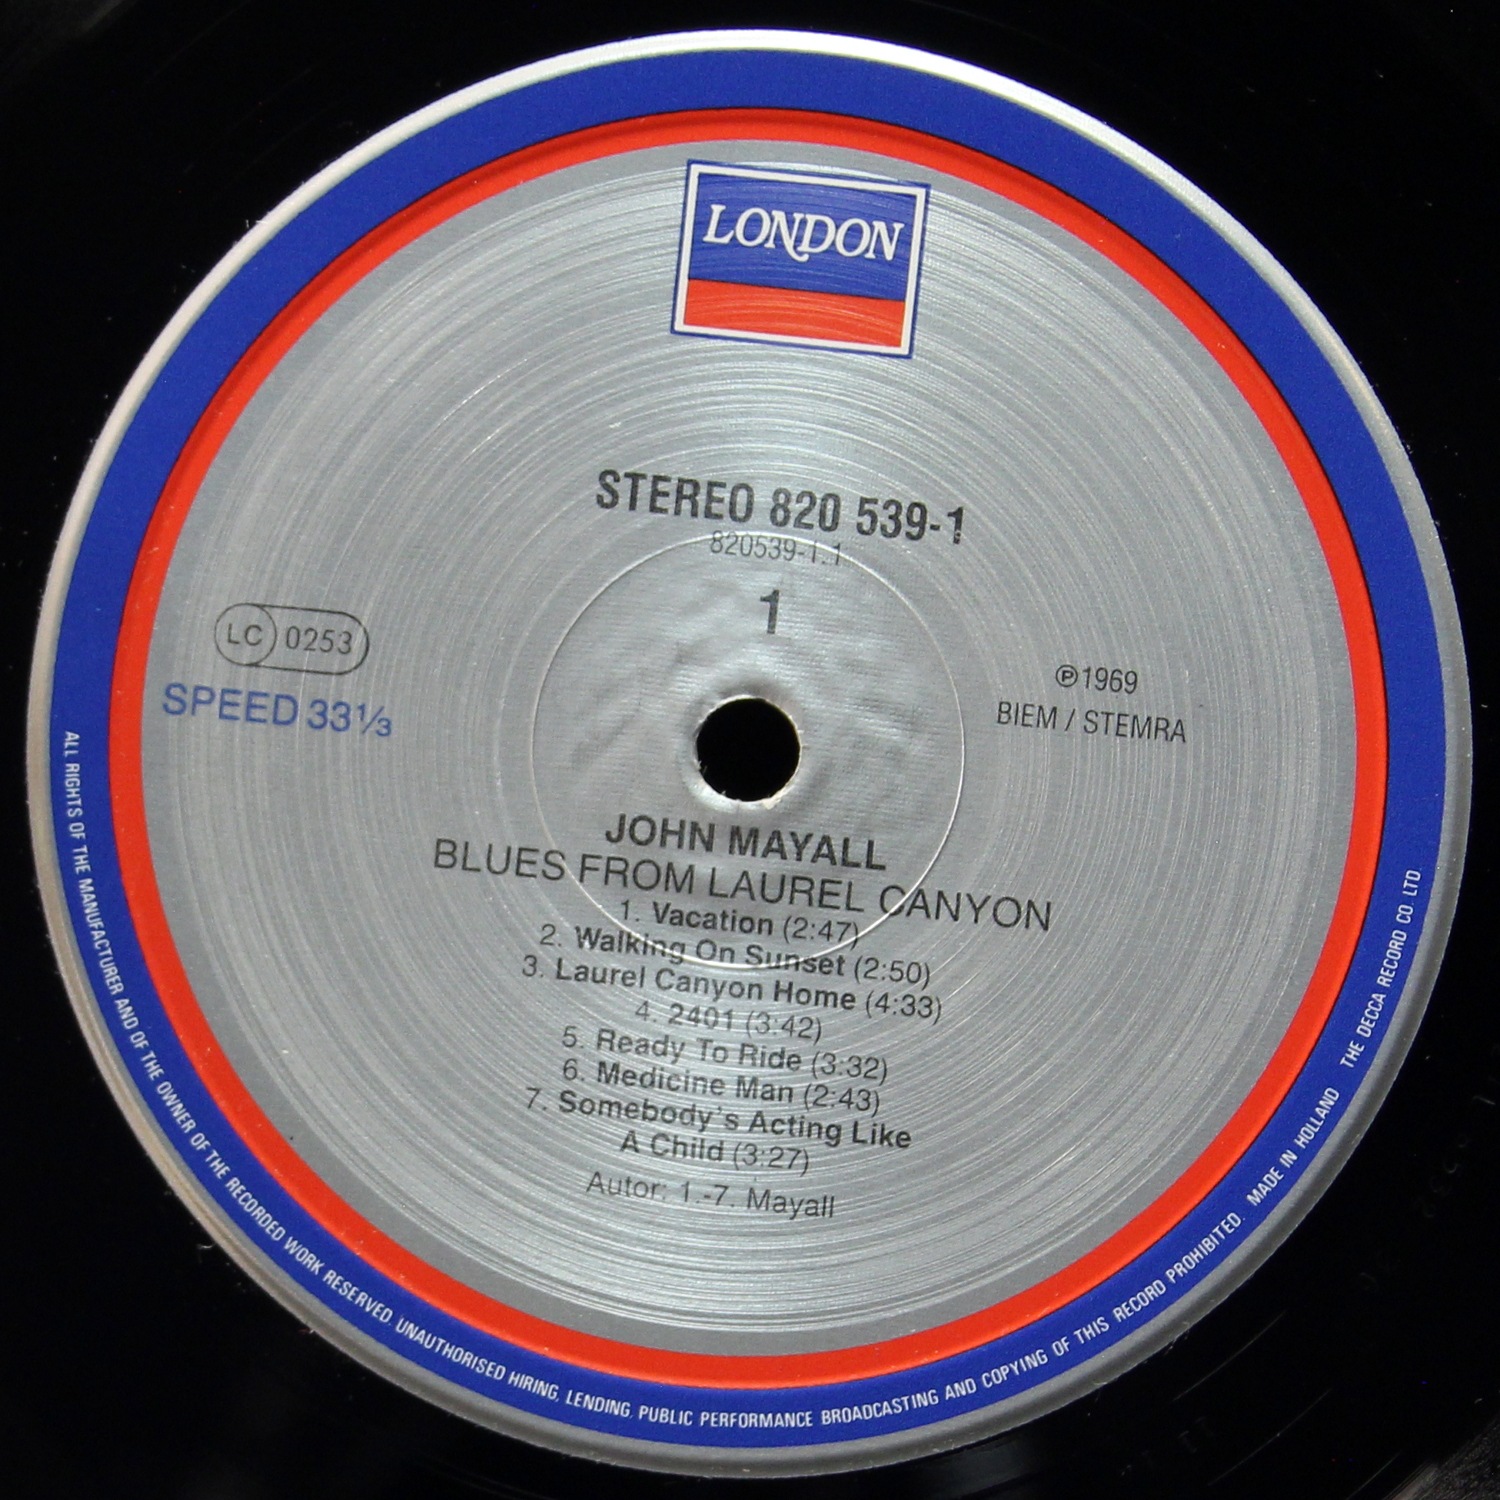 LONDON
STEREO 820 539-1
820539-1.1
1
LC 0253
SPEED 33⅓
Ⓟ1969
BIEM / STEMRA
JOHN MAYALL
BLUES FROM LAUREL CANYON
1. Vacation (2:47)
2. Walking On Sunset (2:50)
3. Laurel Canyon Home (4:33)
4. 2401 (3:42)
5. Ready To Ride (3:32)
6. Medicine Man (2:43)
7. Somebody's Acting Like
A Child (3:27)
Autor: 1.-7. Mayall
ALL RIGHTS OF THE MANUFACTURER AND OF THE OWNER OF THE RECORDED WORK RESERVED. UNAUTHORISED HIRING, LENDING, PUBLIC PERFORMANCE BROADCASTING AND COPYING OF THIS RECORD PROHIBITED. MADE IN HOLLAND THE DECCA RECORD CO. LTD.